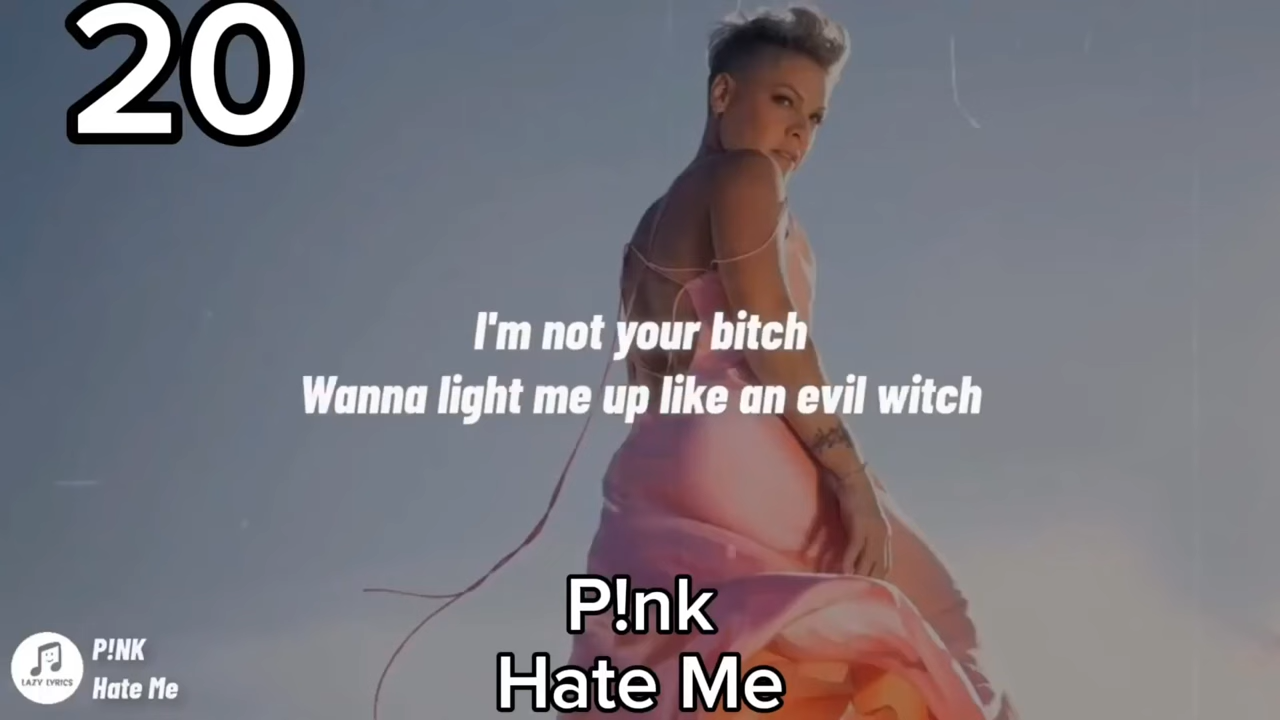 20
I'm not your bitch
Wanna light me up like an evil witch
P!nk
Hate Me
LAZY LYRICS
P!NK
Hate Me